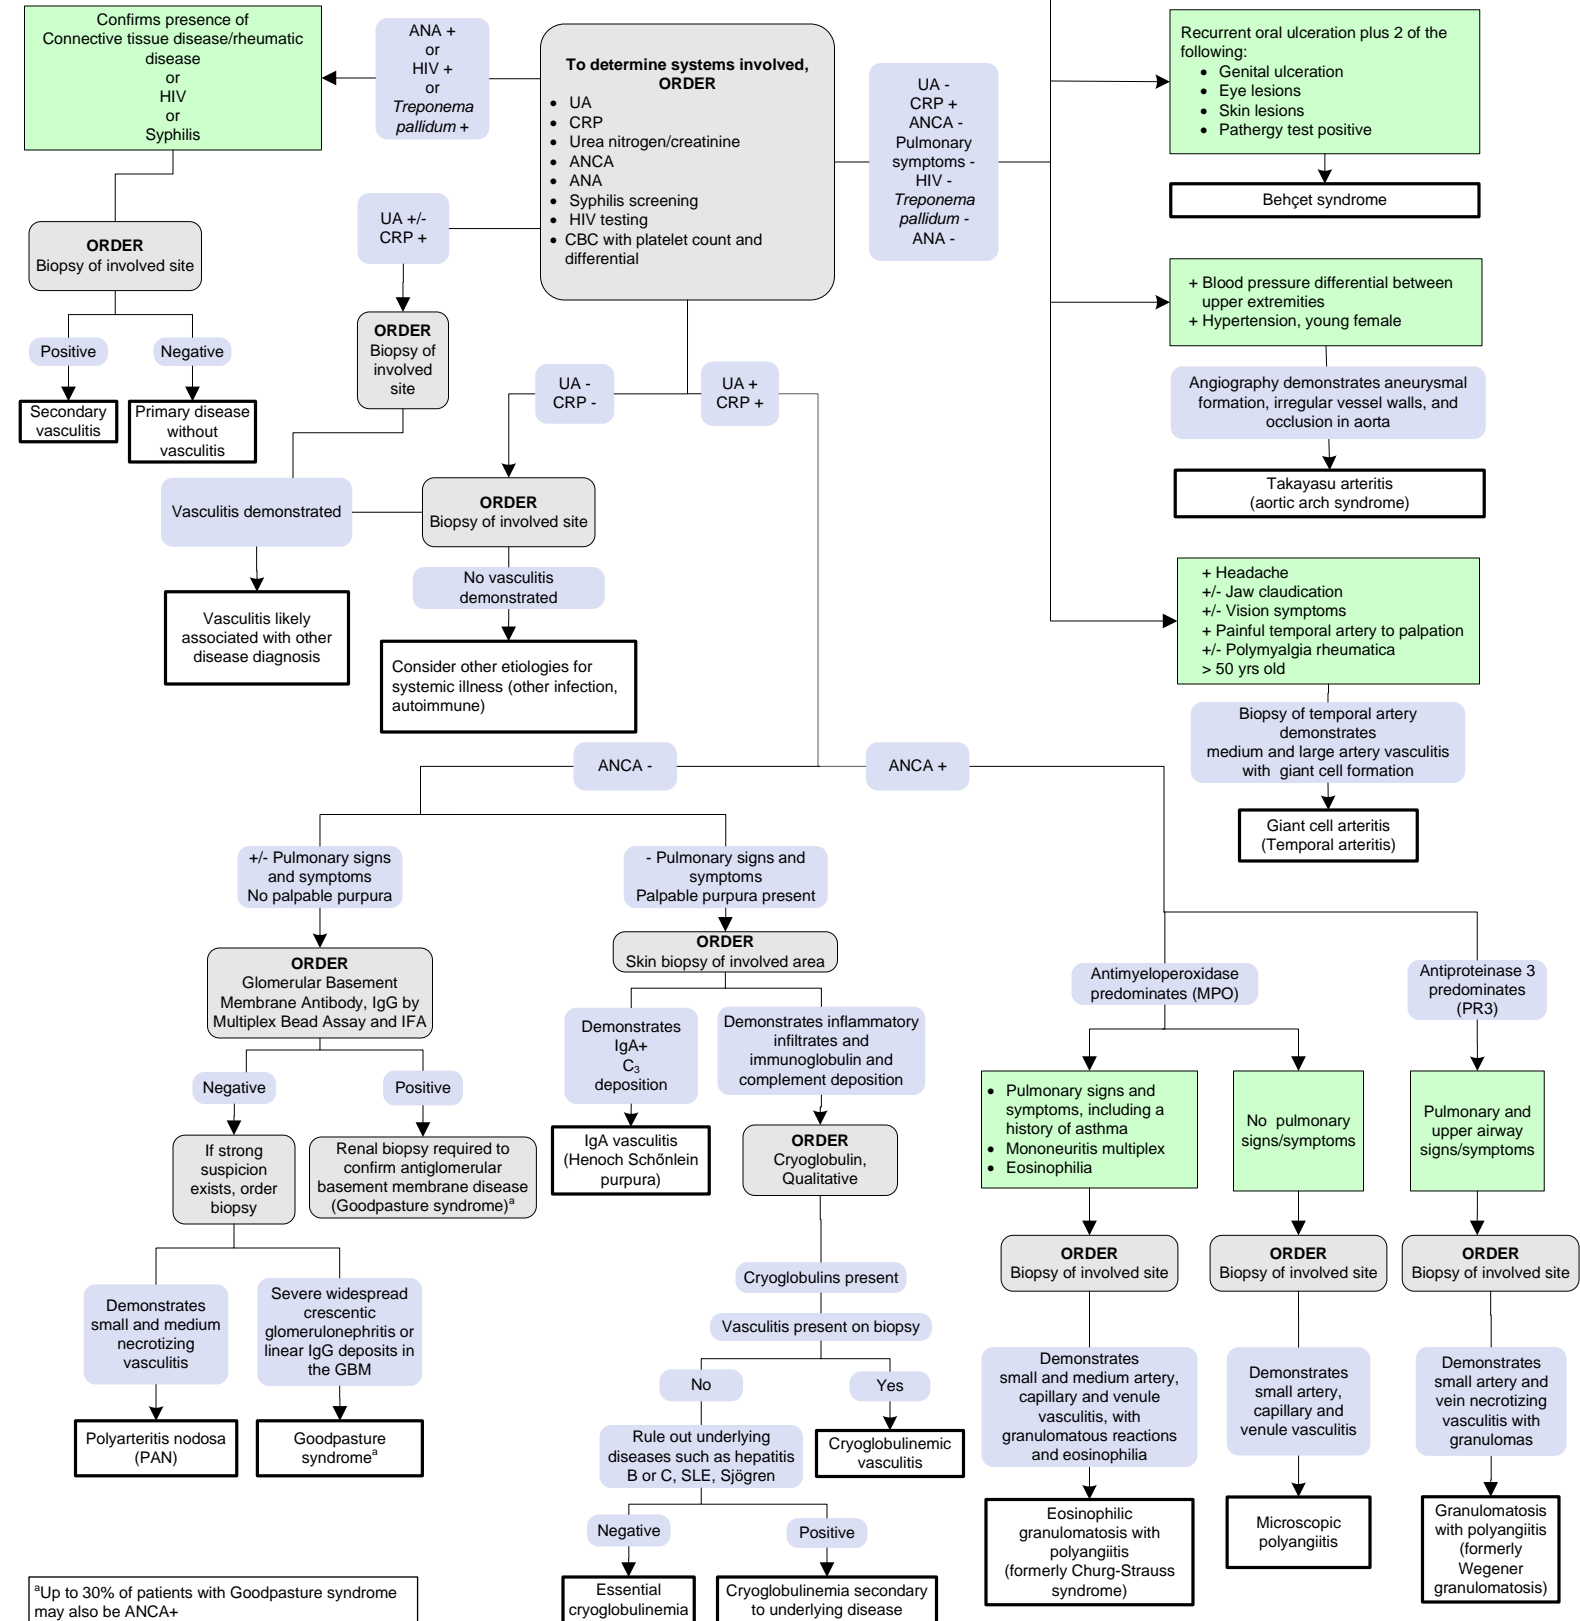 Confirms presence of
Connective tissue disease/rheumatic
disease
or
HIV
or
Syphilis
ANA +
or
HIV +
or
Treponema
pallidum +
To determine systems involved,
ORDER
• UA
• CRP
• Urea nitrogen/creatinine
• ANCA
• ANA
• Syphilis screening
• HIV testing
• CBC with platelet count and
differential
UA -
CRP +
ANCA -
Pulmonary
symptoms -
HIV -
Treponema
pallidum -
ANA -
Recurrent oral ulceration plus 2 of the
following:
• Genital ulceration
• Eye lesions
• Skin lesions
• Pathergy test positive
Behçet syndrome
ORDER
Biopsy of involved site
Positive
Negative
Secondary
vasculitis
Primary disease
without
vasculitis
UA +/-
CRP +
ORDER
Biopsy of
involved
site
UA -
CRP -
UA +
CRP +
+ Blood pressure differential between
upper extremities
+ Hypertension, young female
Angiography demonstrates aneurysmal
formation, irregular vessel walls, and
occlusion in aorta
Takayasu arteritis
(aortic arch syndrome)
Vasculitis demonstrated
ORDER
Biopsy of involved site
No vasculitis
demonstrated
Vasculitis likely
associated with other
disease diagnosis
Consider other etiologies for
systemic illness (other infection,
autoimmune)
+ Headache
+/- Jaw claudication
+/- Vision symptoms
+ Painful temporal artery to palpation
+/- Polymyalgia rheumatica
> 50 yrs old
Biopsy of temporal artery
demonstrates
medium and large artery vasculitis
with giant cell formation
Giant cell arteritis
(Temporal arteritis)
ANCA -
ANCA +
+/- Pulmonary signs
and symptoms
No palpable purpura
- Pulmonary signs and
symptoms
Palpable purpura present
ORDER
Glomerular Basement
Membrane Antibody, IgG by
Multiplex Bead Assay and IFA
ORDER
Skin biopsy of involved area
Negative
Positive
If strong
suspicion
exists, order
biopsy
Renal biopsy required to
confirm antiglomerular
basement membrane disease
(Goodpasture syndrome)a
Demonstrates
small and medium
necrotizing
vasculitis
Severe widespread
crescentic
glomerulonephritis or
linear IgG deposits in
the GBM
Polyarteritis nodosa
(PAN)
Goodpasture
syndromea
Demonstrates
IgA+
C3
deposition
Demonstrates inflammatory
infiltrates and
immunoglobulin and
complement deposition
IgA vasculitis
(Henoch Schőnlein
purpura)
ORDER
Cryoglobulin,
Qualitative
Cryoglobulins present
Vasculitis present on biopsy
No
Yes
Rule out underlying
diseases such as hepatitis
B or C, SLE, Sjögren
Cryoglobulinemic
vasculitis
Negative
Positive
Essential
cryoglobulinemia
Cryoglobulinemia secondary
to underlying disease
Antimyeloperoxidase
predominates (MPO)
Antiproteinase 3
predominates
(PR3)
• Pulmonary signs and
symptoms, including a
history of asthma
• Mononeuritis multiplex
• Eosinophilia
No pulmonary
signs/symptoms
Pulmonary and
upper airway
signs/symptoms
ORDER
Biopsy of involved site
ORDER
Biopsy of involved site
ORDER
Biopsy of involved site
Demonstrates
small and medium artery,
capillary and venule
vasculitis, with
granulomatous reactions
and eosinophilia
Demonstrates
small artery,
capillary and
venule vasculitis
Demonstrates
small artery and
vein necrotizing
vasculitis with
granulomas
Eosinophilic
granulomatosis with
polyangiitis
(formerly Churg-Strauss
syndrome)
Microscopic
polyangiitis
Granulomatosis
with polyangiitis
(formerly
Wegener
granulomatosis)
aUp to 30% of patients with Goodpasture syndrome
may also be ANCA+